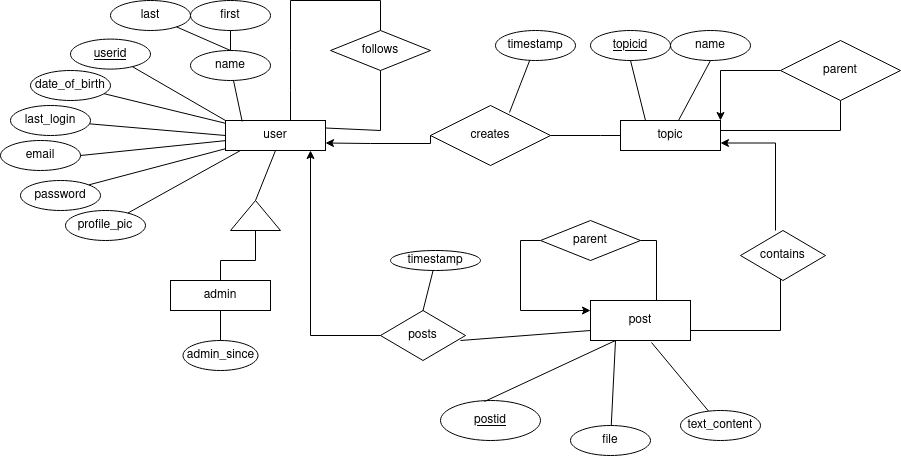 last
first
userid
name
date_of_birth
last_login
email
password
profile_pic
user
follows
timestamp
creates
topicid
name
topic
parent
admin
admin_since
timestamp
posts
parent
post
contains
postid
file
text_content